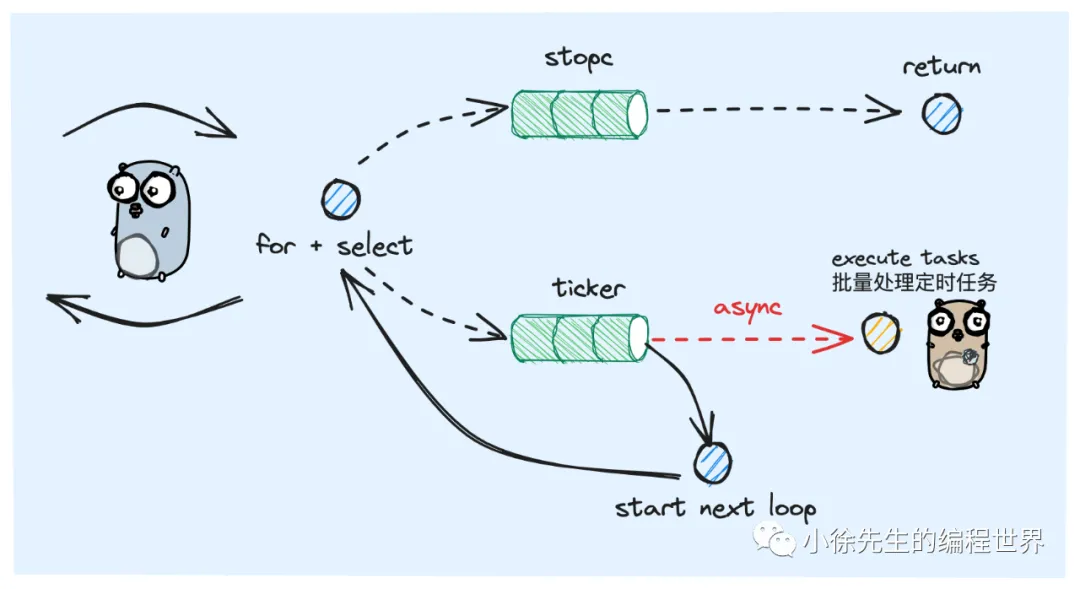 stopc
return
for + select
execute tasks
批量处理定时任务
ticker
async
start next loop
小徐先生的编程世界